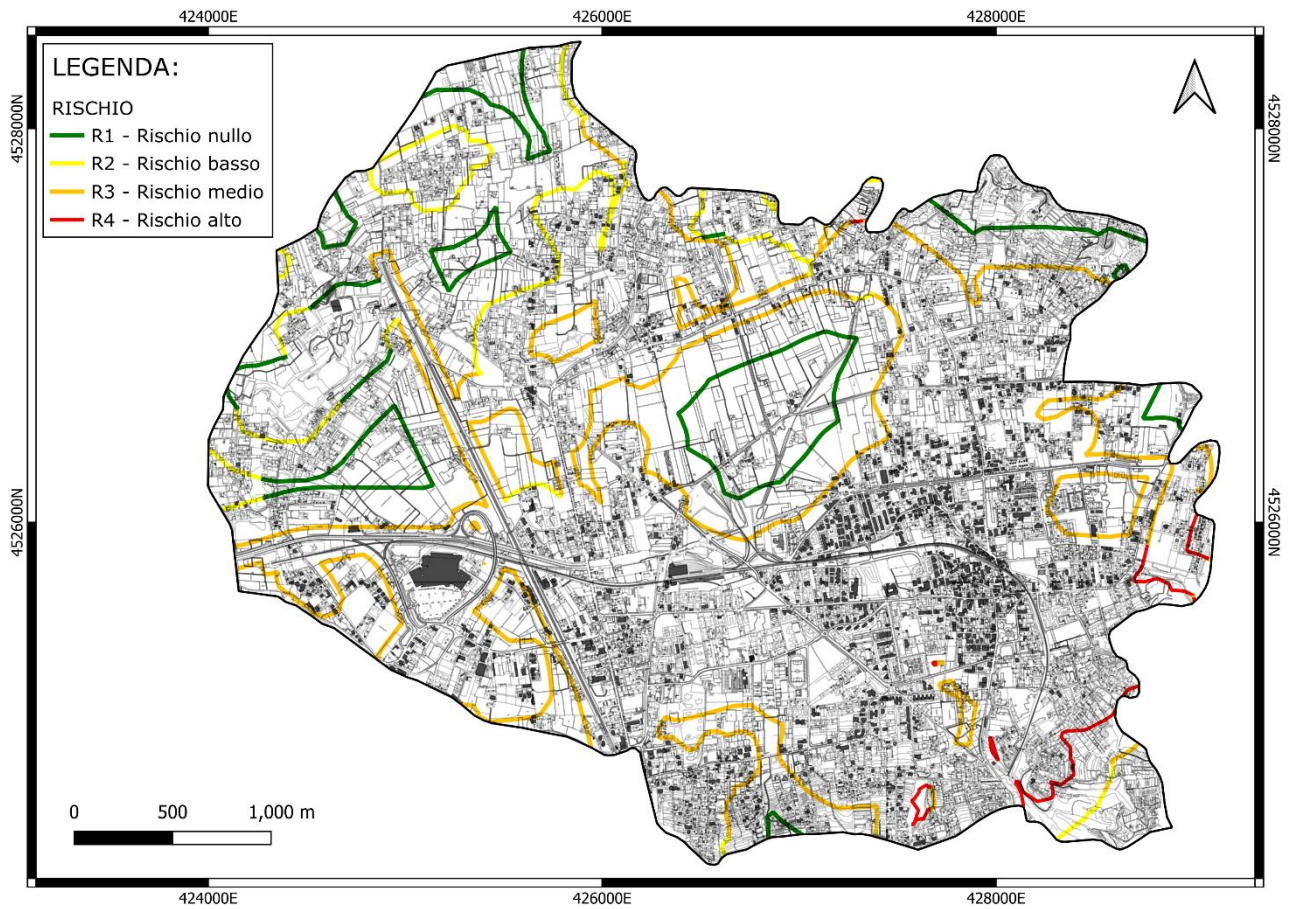 424000E
426000E
428000E
LEGENDA:
RISCHIO
R1 - Rischio nullo
R2 - Rischio basso
R3 - Rischio medio
R4 - Rischio alto
4528000N
4528000N
4526000N
4526000N
0 500 1,000 m
424000E
426000E
428000E